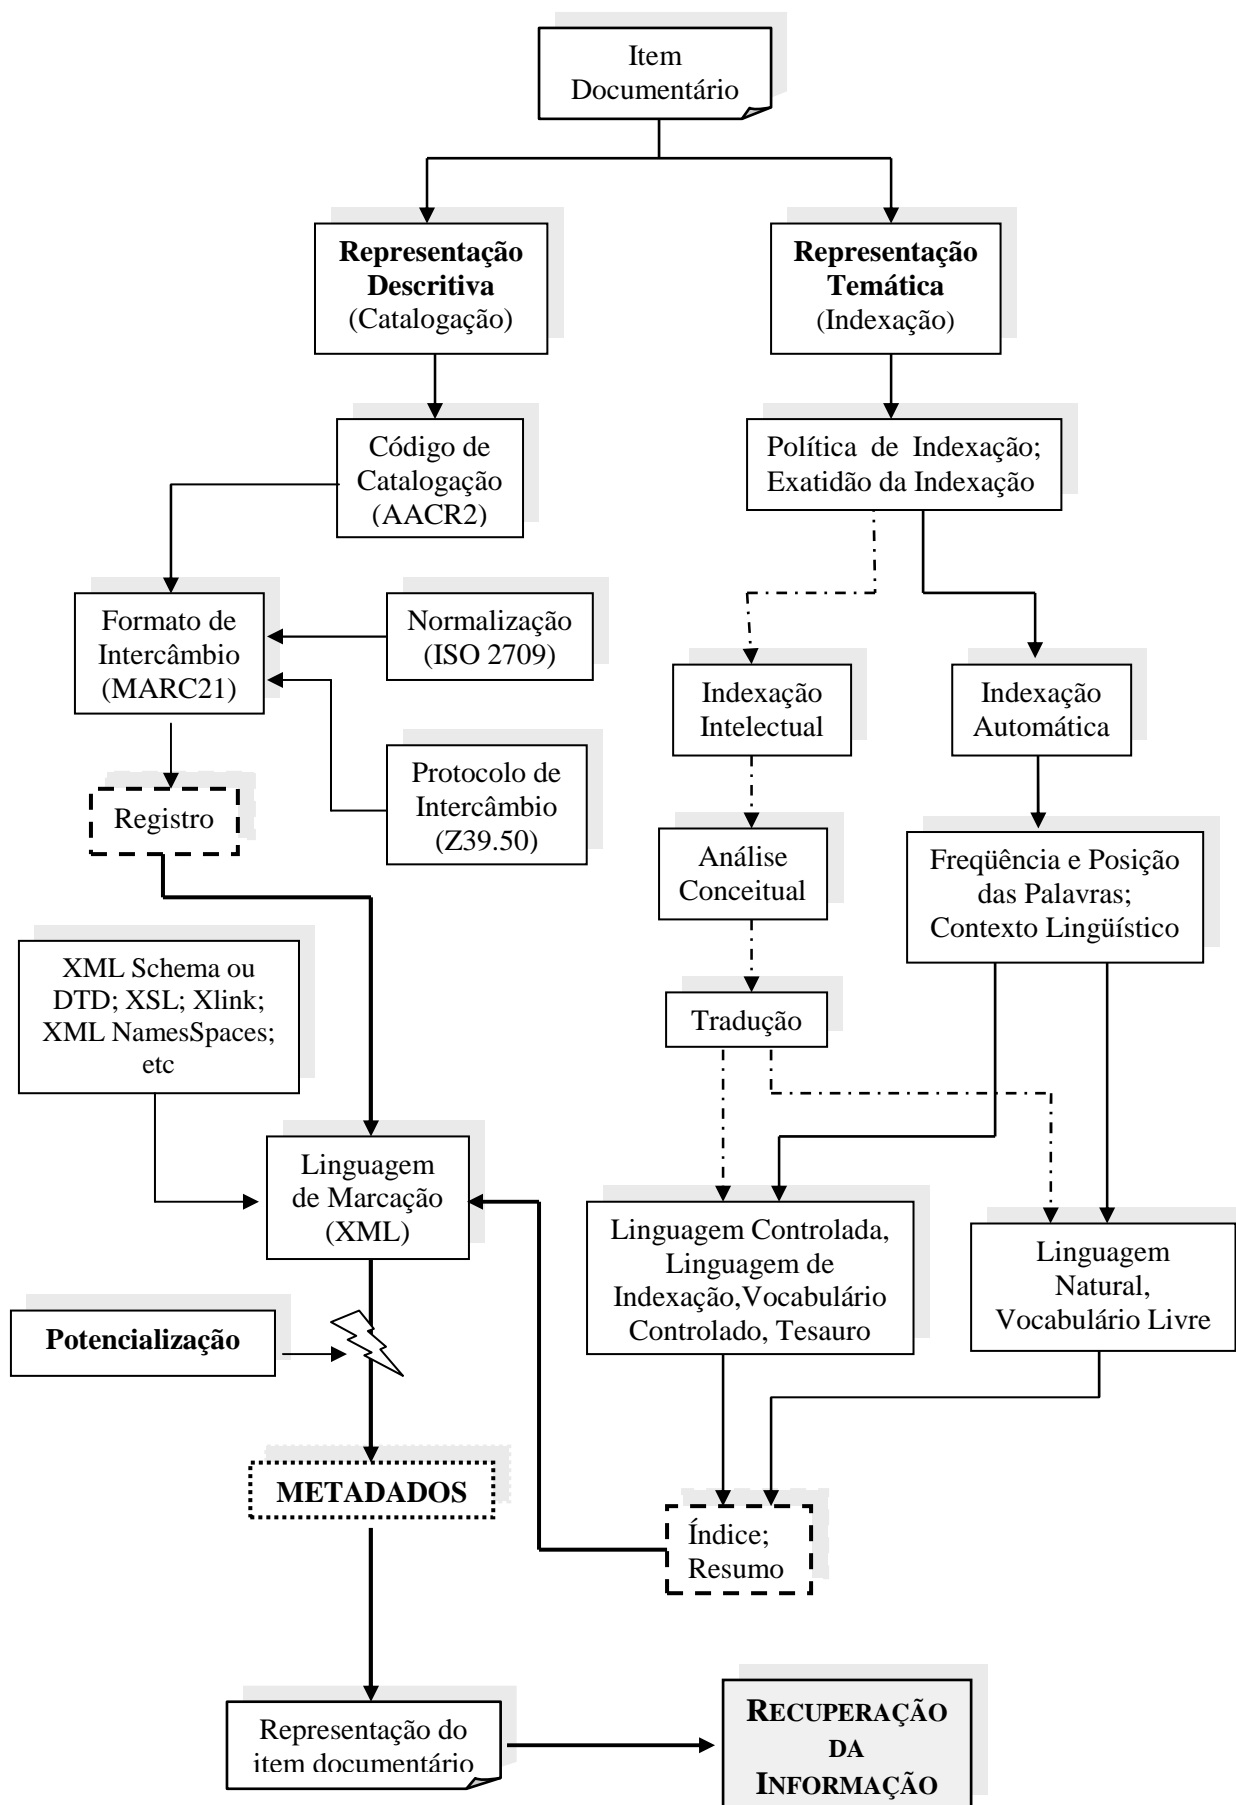 Item
Documentário
Representação
Descritiva
(Catalogação)
Representação
Temática
(Indexação)
Código de
Catalogação
(AACR2)
Política de Indexação;
Exatidão da Indexação
Formato de
Intercâmbio
(MARC21)
Normalização
(ISO 2709)
Indexação
Intelectual
Indexação
Automática
Protocolo de
Intercâmbio
(Z39.50)
Registro
Análise
Conceitual
Freqüência e Posição
das Palavras;
Contexto Lingüístico
XML Schema ou
DTD; XSL; Xlink;
XML NamesSpaces;
etc
Tradução
Linguagem
de Marcação
(XML)
Linguagem Controlada,
Linguagem de
Indexação,Vocabulário
Controlado, Tesauro
Linguagem
Natural,
Vocabulário Livre
Potencialização
METADADOS
Índice;
Resumo
Representação do
item documentário
RECUPERAÇÃO
DA
INFORMAÇÃO